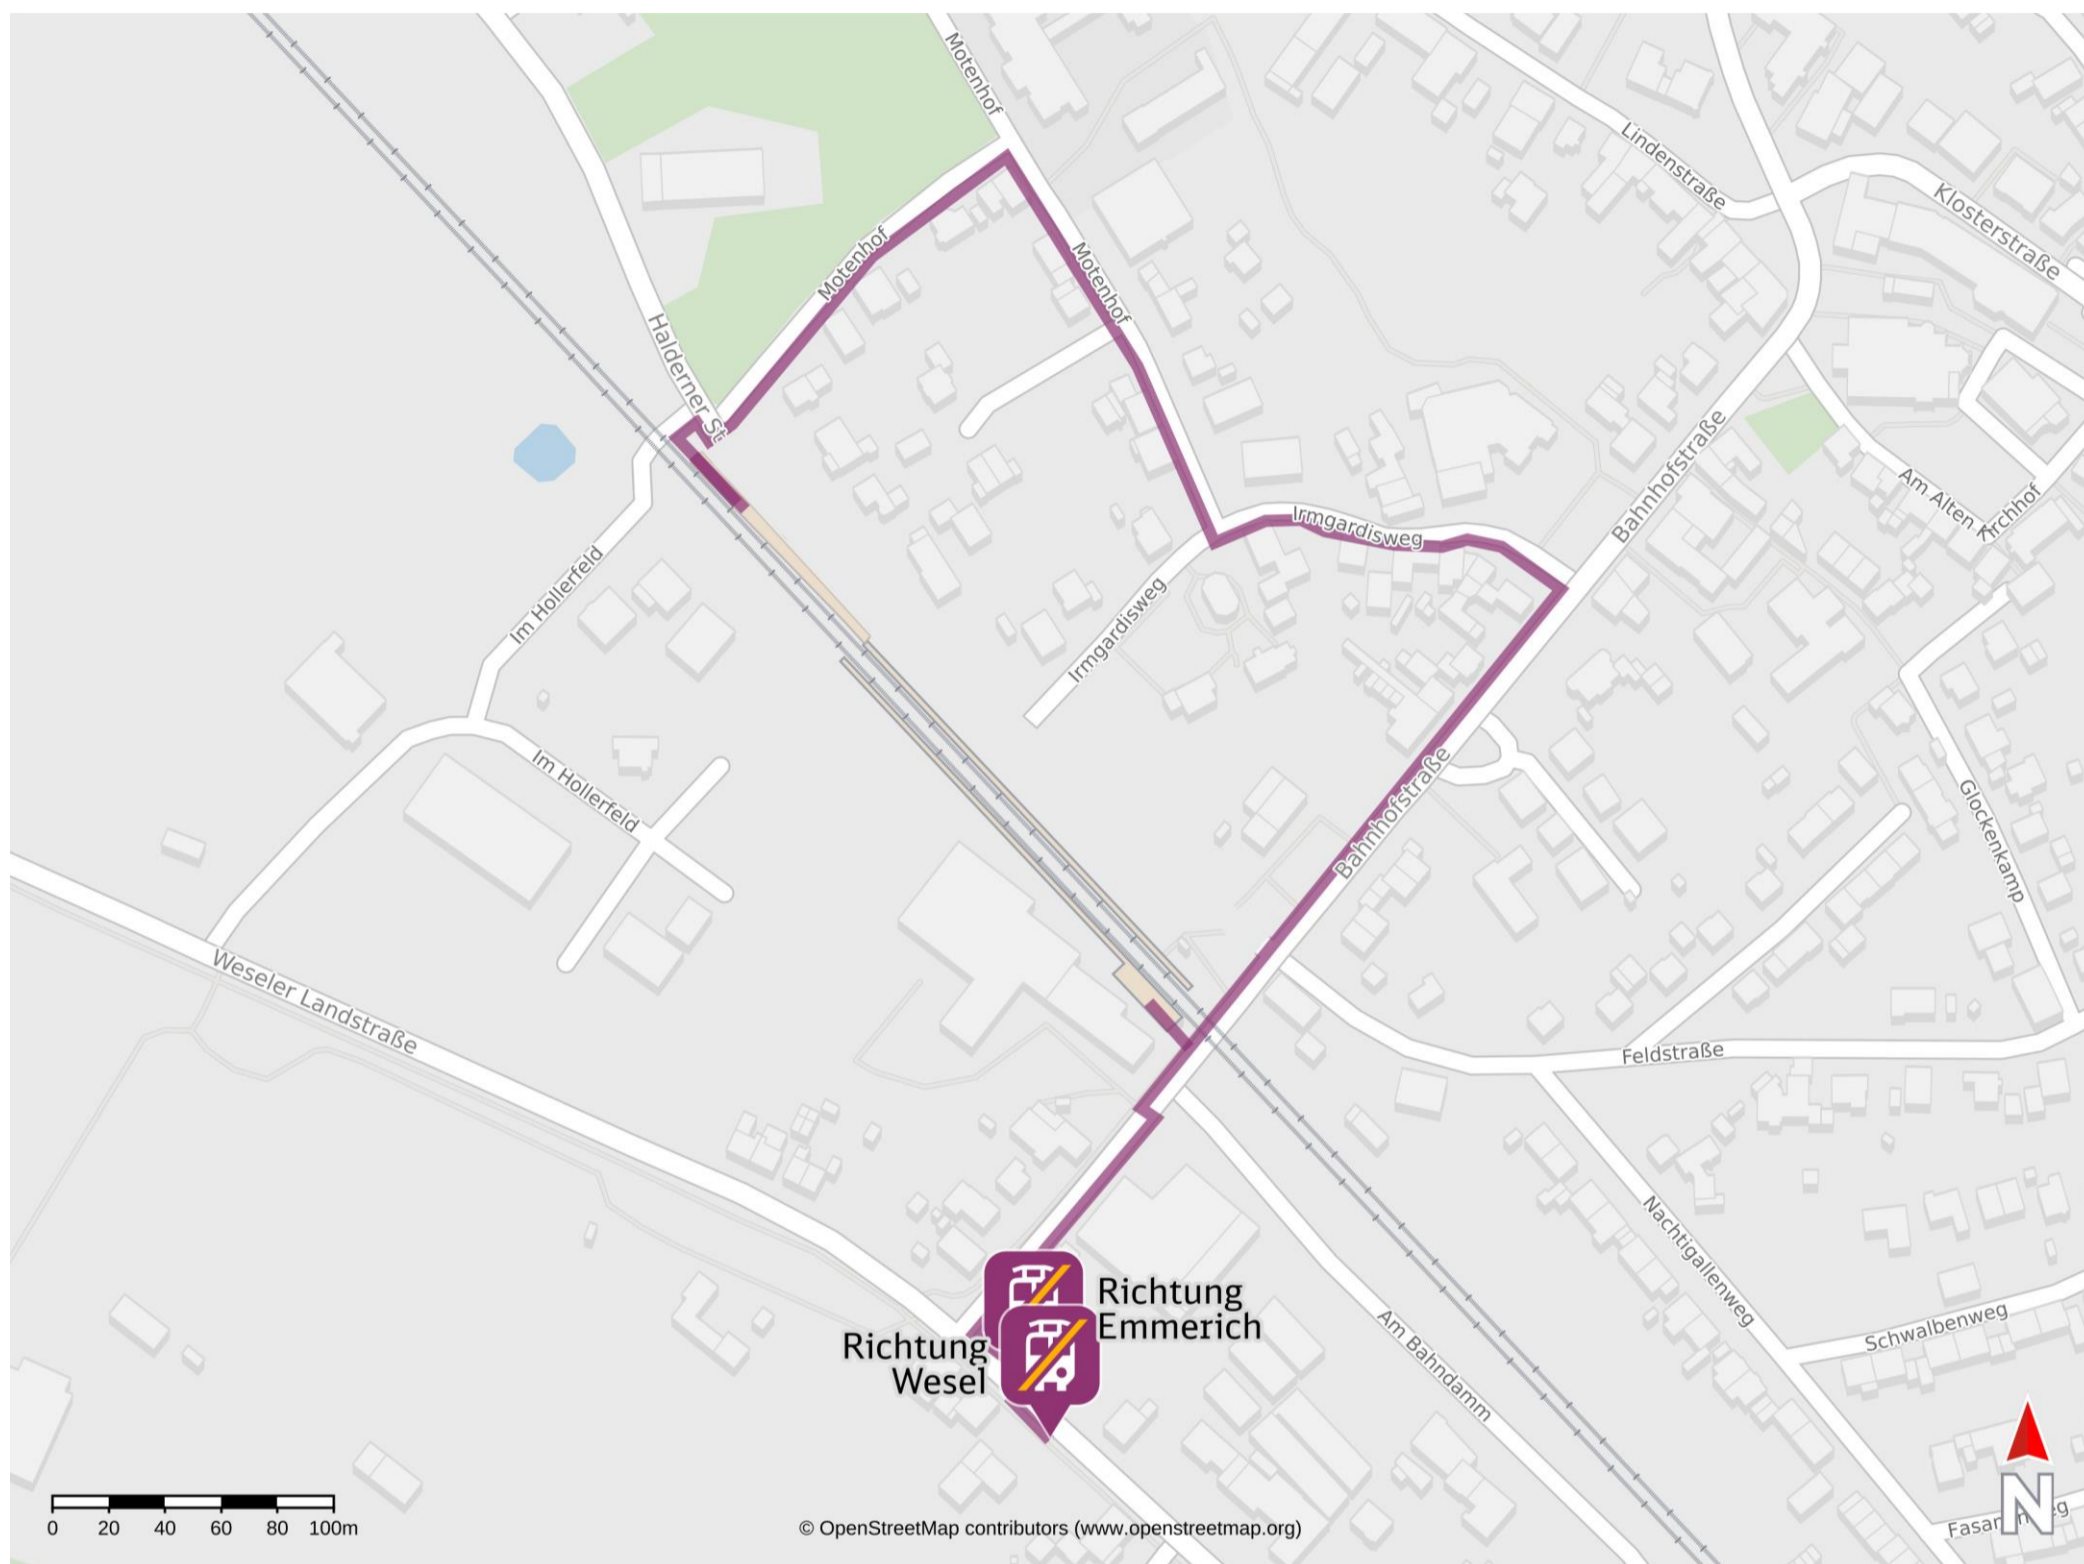 Motenhof
Lindenstraße
Klosterstraße
Motenhof
Motenhof
Halderner St
Bahnhofstraße
Am Alten Kirchhof
Irmgardisweg
Im Hollerfeld
Irmgardisweg
Im Hollerfeld
Bahnhofstraße
Glockenkamp
Weseler Landstraße
Feldstraße
Nachtigallenweg
Richtung
Emmerich
Richtung
Wesel
Am Bahndamm
Schwalbenweg
N
0 20 40 60 80 100m
© OpenStreetMap contributors (www.openstreetmap.org)